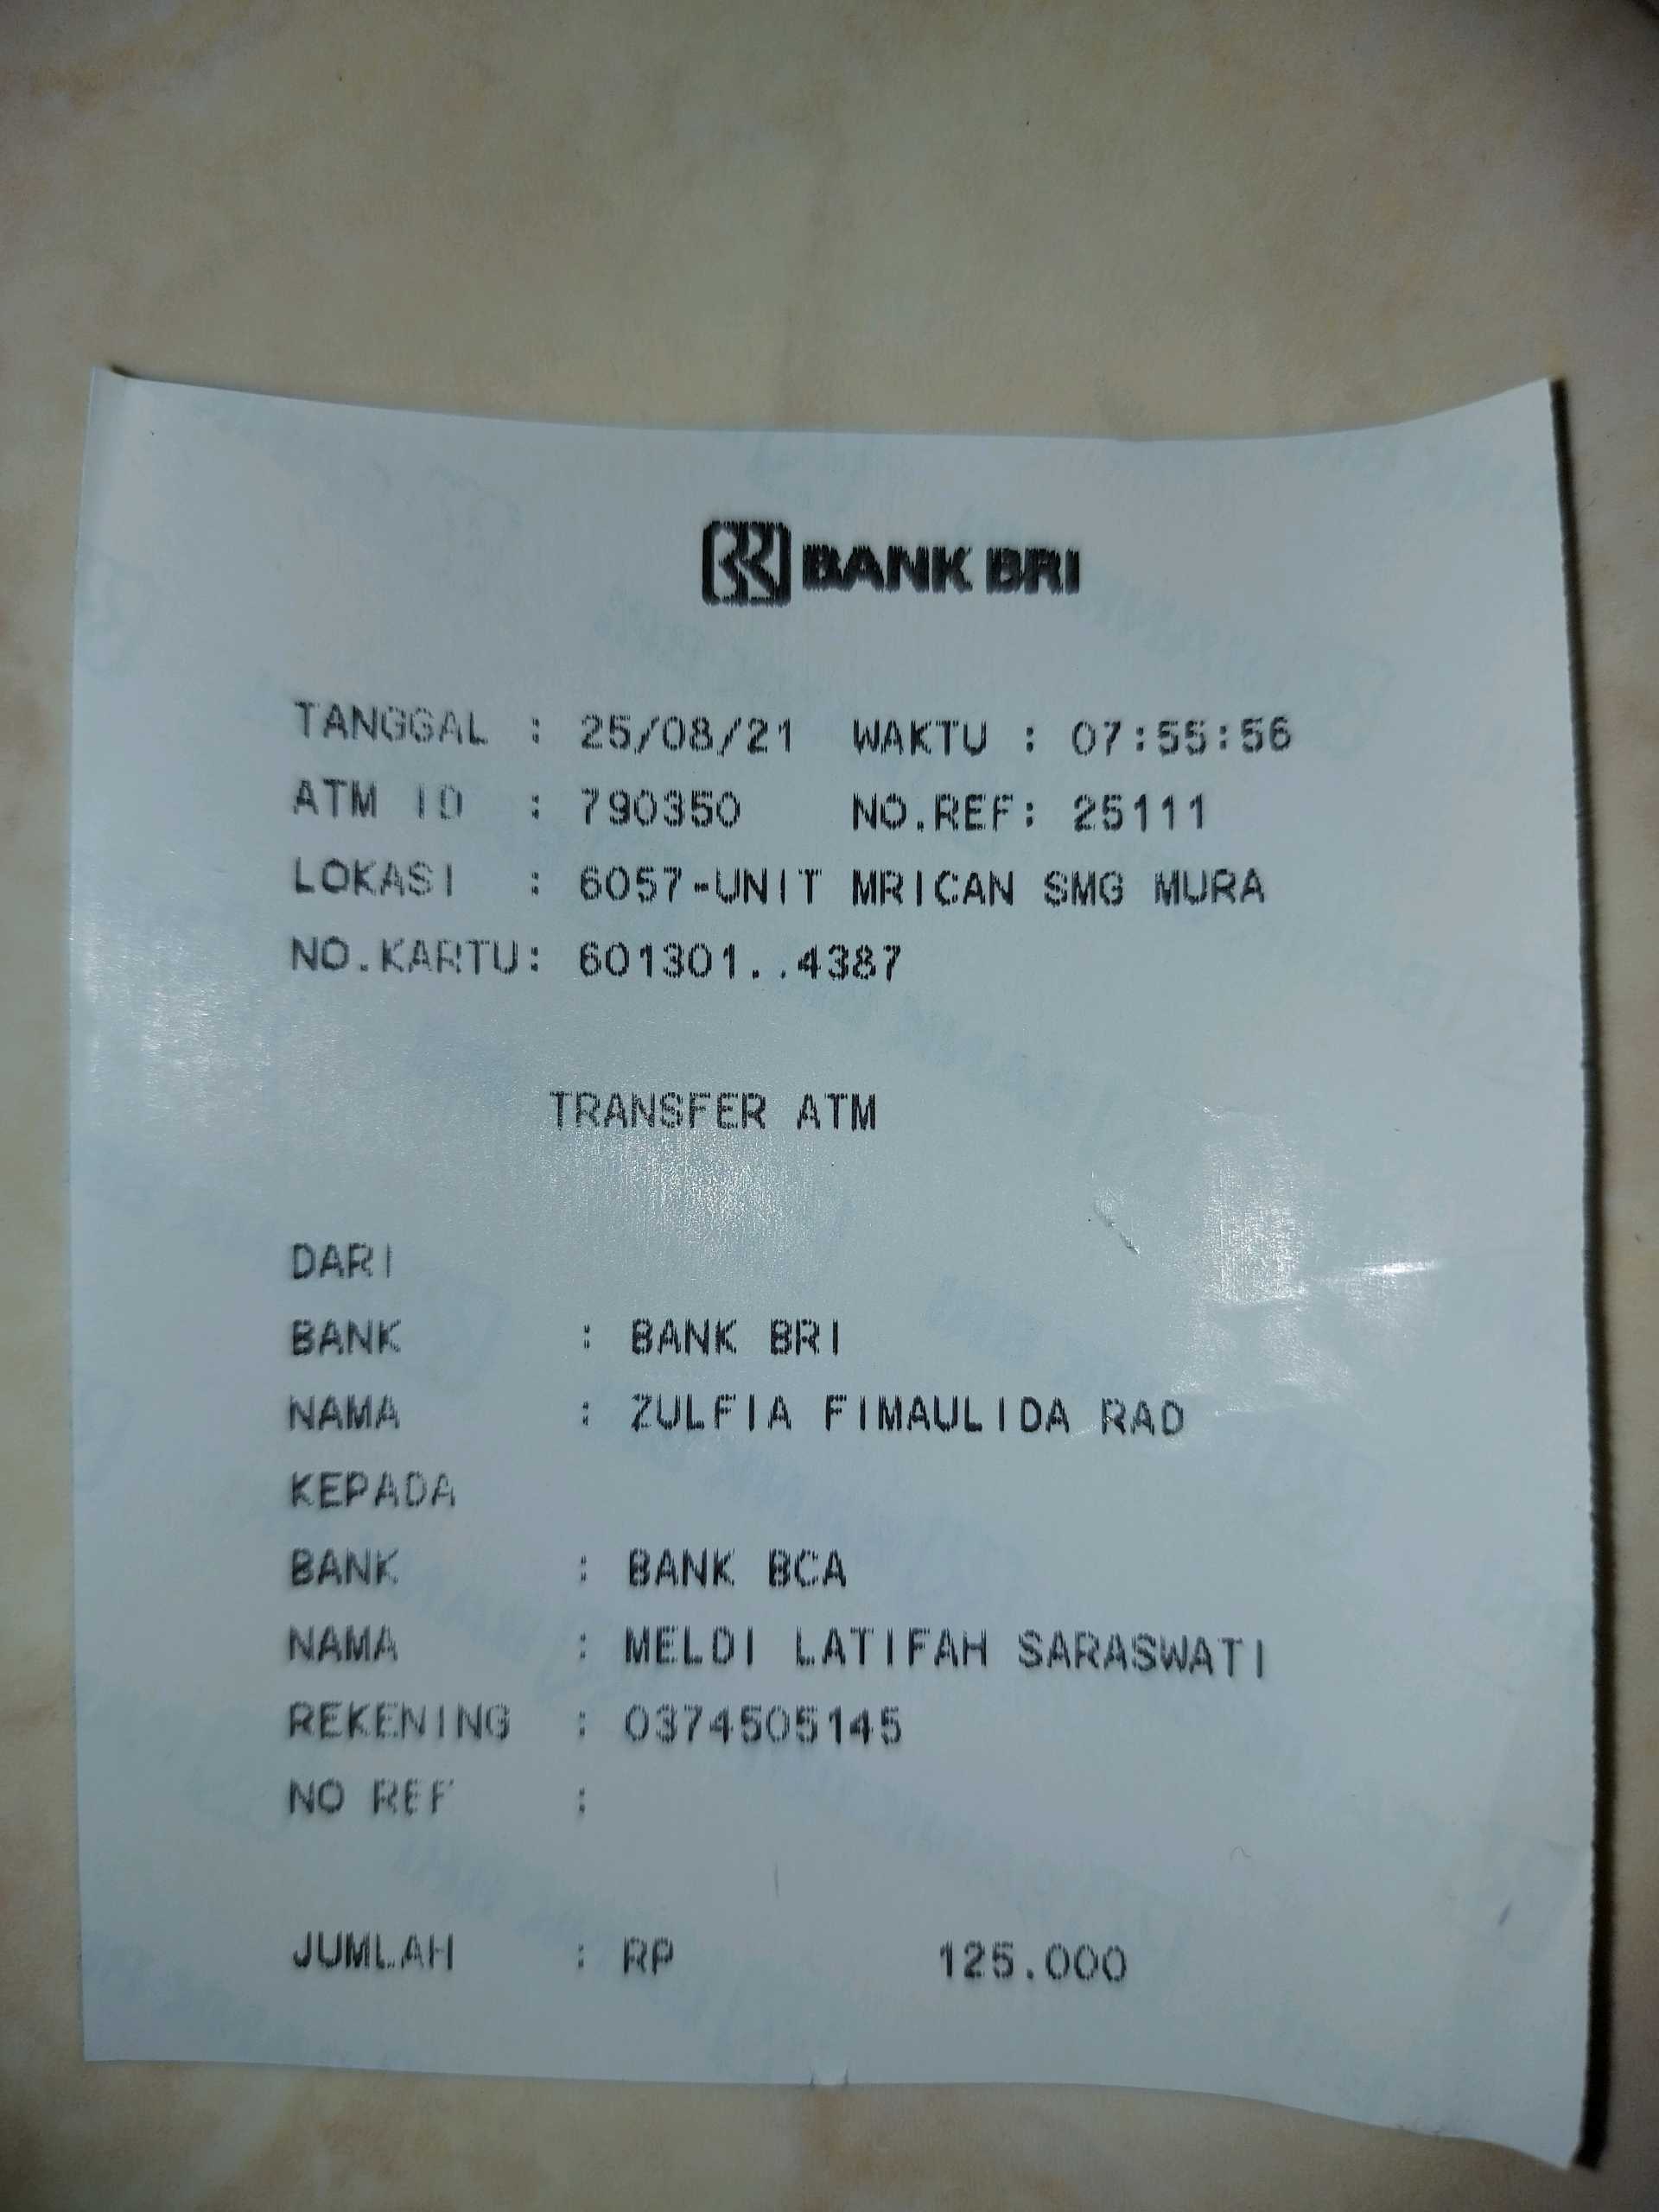 BANK BRI
TANGGAL : 25/08/21 WAKTU : 07:55:56
ATM ID : 790350 NO.REF: 25111
LOKASI : 6057-UNIT MRICAN SMG MURA
NO.KARTU: 601301..4387
TRANSFER ATM
DARI
BANK : BANK BRI
NAMA : ZULFIA FIMAULIDA RAD
KEPADA
BANK : BANK BCA
NAMA : MELDI LATIFAH SARASWATI
REKENING : 0374505145
NO REF :
JUMLAH : RP 125.000